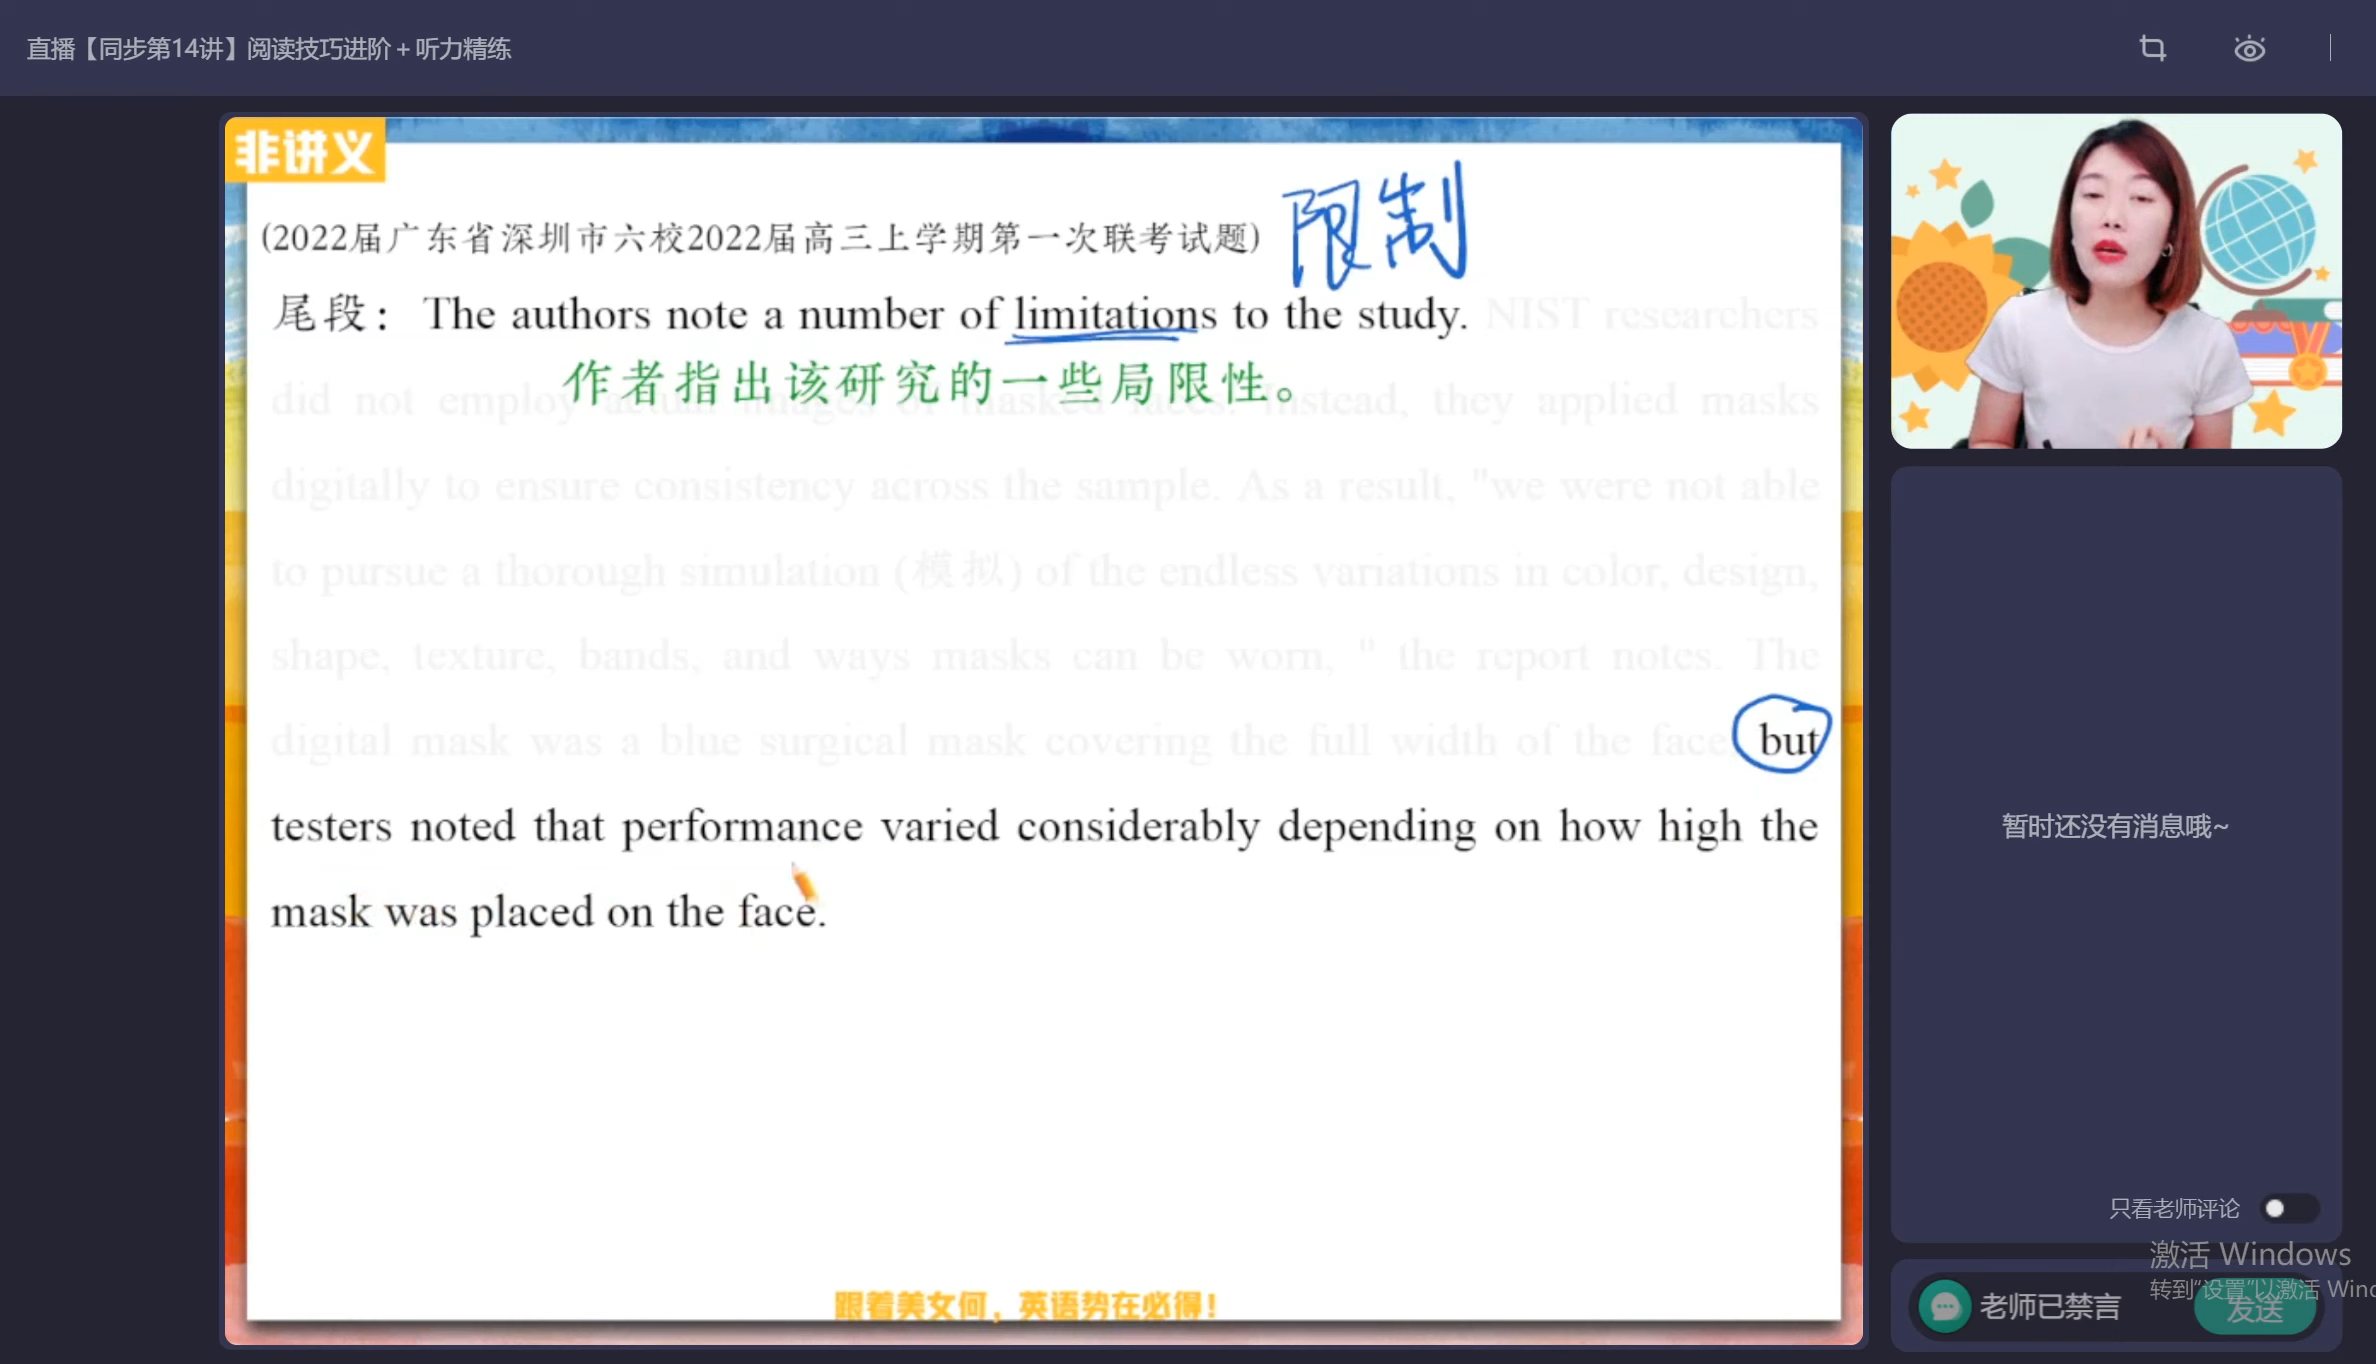 直播【同步第14讲】阅读技巧进阶+听力精练
非讲义
(2022届广东省深圳市六校2022届高三上学期第一次联考试题)
限制
尾段: The authors note a number of limitations to the study. NIST researchers
作者指出该研究的一些局限性。
did not employ actual images of masked faces. Instead, they applied masks
digitally to ensure consistency across the sample. As a result, "we were not able
to pursue a thorough simulation (模拟) of the endless variations in color, design,
shape, texture, bands, and ways masks can be worn, " the report notes. The
digital mask was a blue surgical mask covering the full width of the face but
testers noted that performance varied considerably depending on how high the
mask was placed on the face.
跟着美女何，英语势在必得！
暂时还没有消息哦~
只看老师评论
激活 Windows
转到"设置"以激活 Wind
老师已禁言
发送